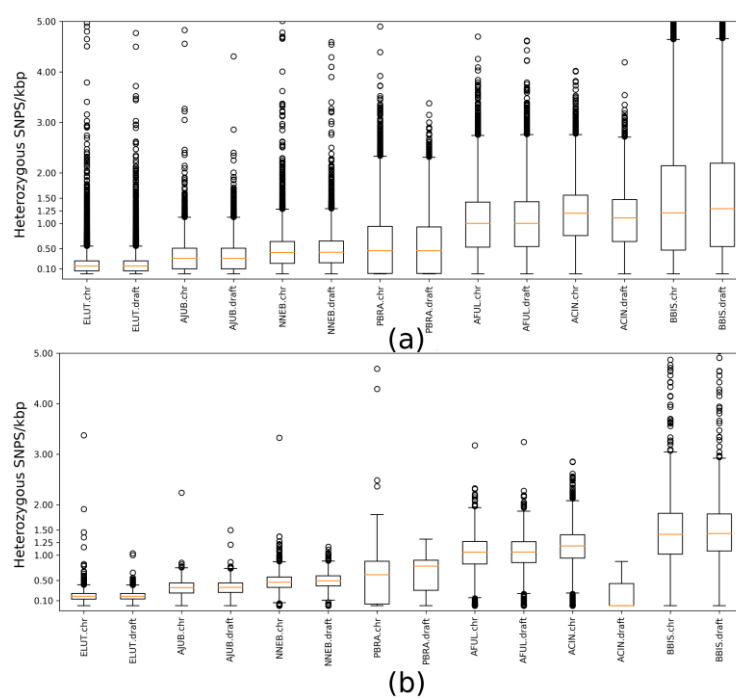 5.00
4.00
3.00
2.00
1.50
1.25
1.00
0.50
0.10
Heterozygous SNPS/kbp
ELUT.chr
ELUT.draft
AJUB.chr
AJUB.draft
NNEB.chr
NNEB.draft
PBRA.chr
PBRA.draft
AFUL.chr
AFUL.draft
ACIN.chr
ACIN.draft
BBIS.chr
BBIS.draft
(a)
5.00
4.00
3.00
2.00
1.50
1.25
1.00
0.50
0.10
Heterozygous SNPS/kbp
ELUT.chr
ELUT.draft
AJUB.chr
AJUB.draft
NNEB.chr
NNEB.draft
PBRA.chr
PBRA.draft
AFUL.chr
AFUL.draft
ACIN.chr
ACIN.draft
BBIS.chr
BBIS.draft
(b)